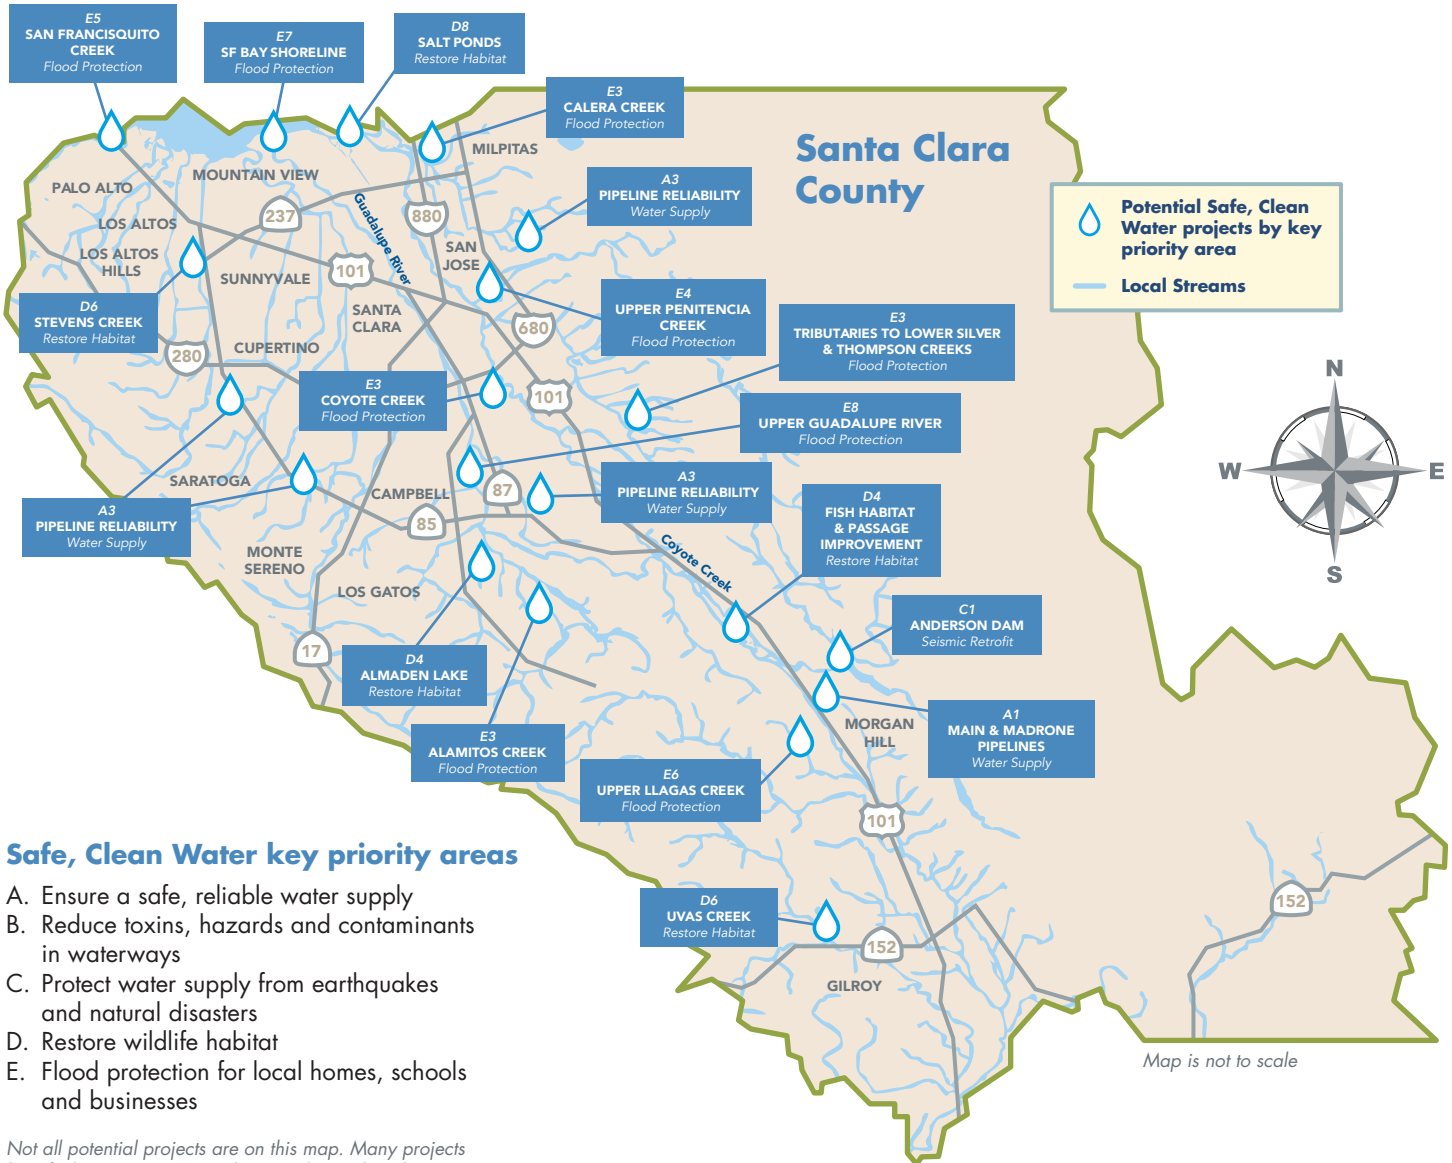 E5
SAN FRANCISQUITO
CREEK
Flood Protection
E7
SF BAY SHORELINE
Flood Protection
D8
SALT PONDS
Restore Habitat
E3
CALERA CREEK
Flood Protection
Santa Clara
County
MILPITAS
A3
PIPELINE RELIABILITY
Water Supply
Potential Safe, Clean
Water projects by key
priority area
Local Streams
PALO ALTO
MOUNTAIN VIEW
237
880
Guadalupe River
LOS ALTOS
LOS ALTOS
HILLS
SUNNYVALE
101
SAN
JOSE
SANTA
CLARA
D6
STEVENS CREEK
Restore Habitat
E4
UPPER PENITENCIA
CREEK
Flood Protection
E3
TRIBUTARIES TO LOWER SILVER
& THOMPSON CREEKS
Flood Protection
680
280
CUPERTINO
E3
COYOTE CREEK
Flood Protection
101
E8
UPPER GUADALUPE RIVER
Flood Protection
N
W
E
S
SARATOGA
CAMPBELL
87
85
A3
PIPELINE RELIABILITY
Water Supply
A3
PIPELINE RELIABILITY
Water Supply
D4
FISH HABITAT
& PASSAGE
IMPROVEMENT
Restore Habitat
MONTE
SERENO
LOS GATOS
Coyote Creek
17
C1
ANDERSON DAM
Seismic Retrofit
D4
ALMADEN LAKE
Restore Habitat
E3
ALAMITOS CREEK
Flood Protection
MORGAN
HILL
A1
MAIN & MADRONE
PIPELINES
Water Supply
E6
UPPER LLAGAS CREEK
Flood Protection
101
D6
UVAS CREEK
Restore Habitat
152
152
GILROY
Map is not to scale
Safe, Clean Water key priority areas
A. Ensure a safe, reliable water supply
B. Reduce toxins, hazards and contaminants
in waterways
C. Protect water supply from earthquakes
and natural disasters
D. Restore wildlife habitat
E. Flood protection for local homes, schools
and businesses
Not all potential projects are on this map. Many projects